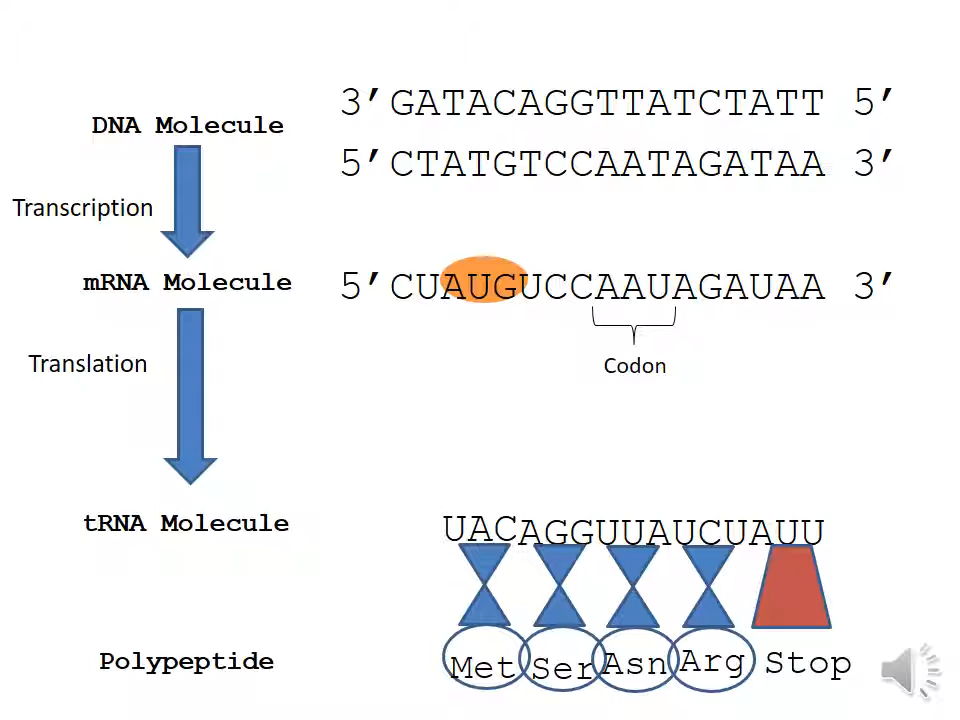 3’GATACAGGTTATCTATT 5’
DNA Molecule
5’CTATGTCCAATAGATAA 3’
Transcription
mRNA Molecule
5’CUAUGUCCAAUAGAUAA 3’
Translation
Codon
tRNA Molecule
UACAGGUUAUCUAUU
Polypeptide
Met Ser Asn Arg Stop